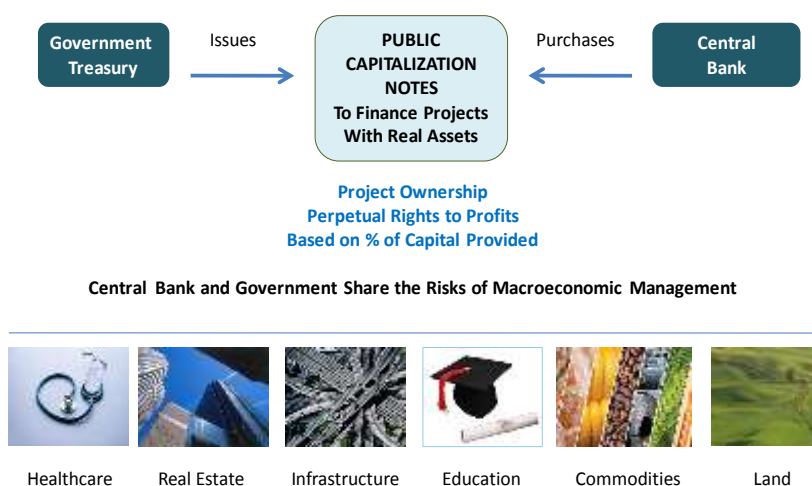 Government
Treasury
Issues
PUBLIC
CAPITALIZATION
NOTES
To Finance Projects
With Real Assets
Purchases
Central
Bank
Project Ownership
Perpetual Rights to Profits
Based on % of Capital Provided
Central Bank and Government Share the Risks of Macroeconomic Management
Healthcare
Real Estate
Infrastructure
Education
Commodities
Land